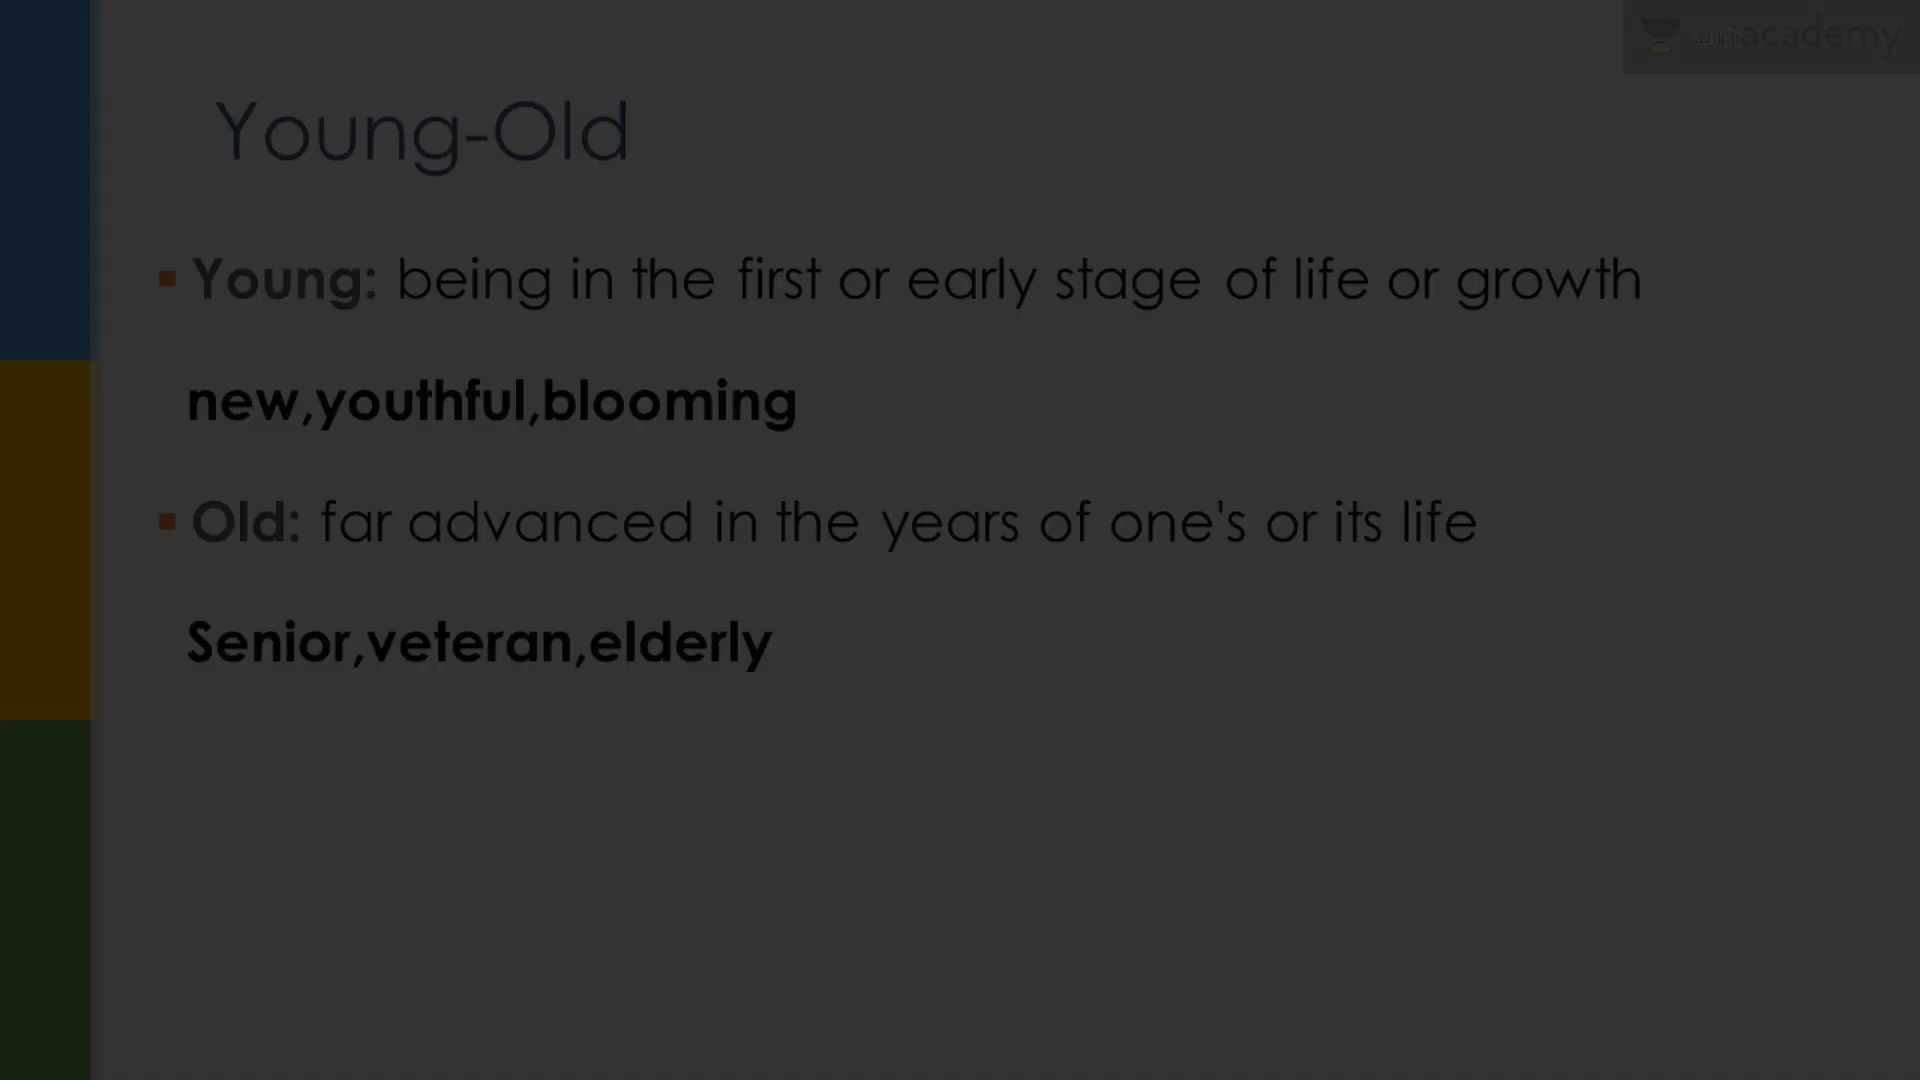 unacademy
Young-Old
Young: being in the first or early stage of life or growth
new,youthful,blooming
Old: far advanced in the years of one's or its life
Senior,veteran,elderly